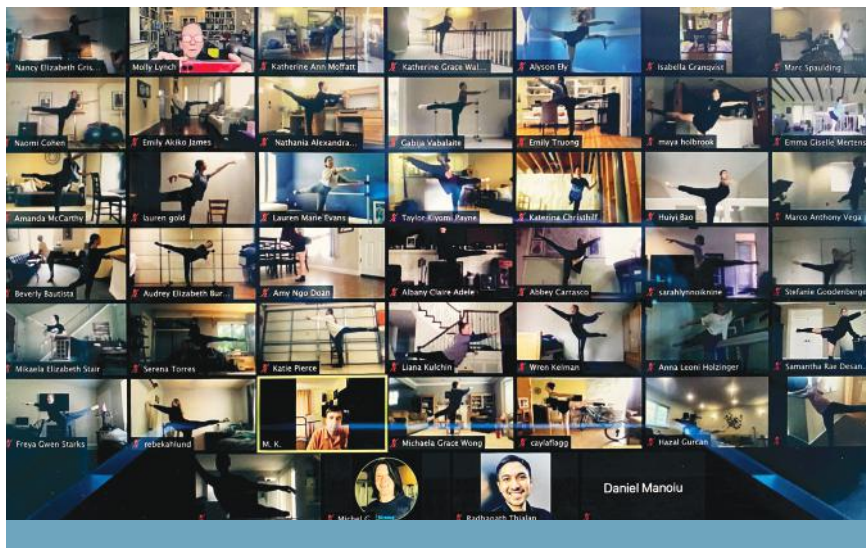 Nancy Elizabeth Gris...
Molly Lynch
Katherine Ann Moffatt
Katherine Grace Wal...
Alyson Ely
Isabella Granqvist
Marc Spaulding
Naomi Cohen
Emily Akiko James
Nathania Alexandra...
Gabija Vabalaite
Emily Truong
maya holbrook
Emma Giselle Mertens
Amanda McCarthy
lauren gold
Lauren Marie Evans
Taylor Kiyomi Payne
Katerina Christhilf
Huiyi Bao
Marco Anthony Vega
Beverly Bautista
Audrey Elizabeth Bur...
Amy Ngo Doan
Albany Claire Adele
Abbey Carrasco
sarahlynnoiknine
Stefanie Goodenberge
Mikaela Elizabeth Stair
Serena Torres
Katie Pierce
Liana Kulchin
Wren Kelman
Anna Leoni Holzinger
Samantha Rae Desan...
Freya Gwen Starks
rebekahlund
M. K.
Michaela Grace Wong
caylaflagg
Hazal Gurcan
Michel C
Radhanath Thialan
Daniel Manoiu